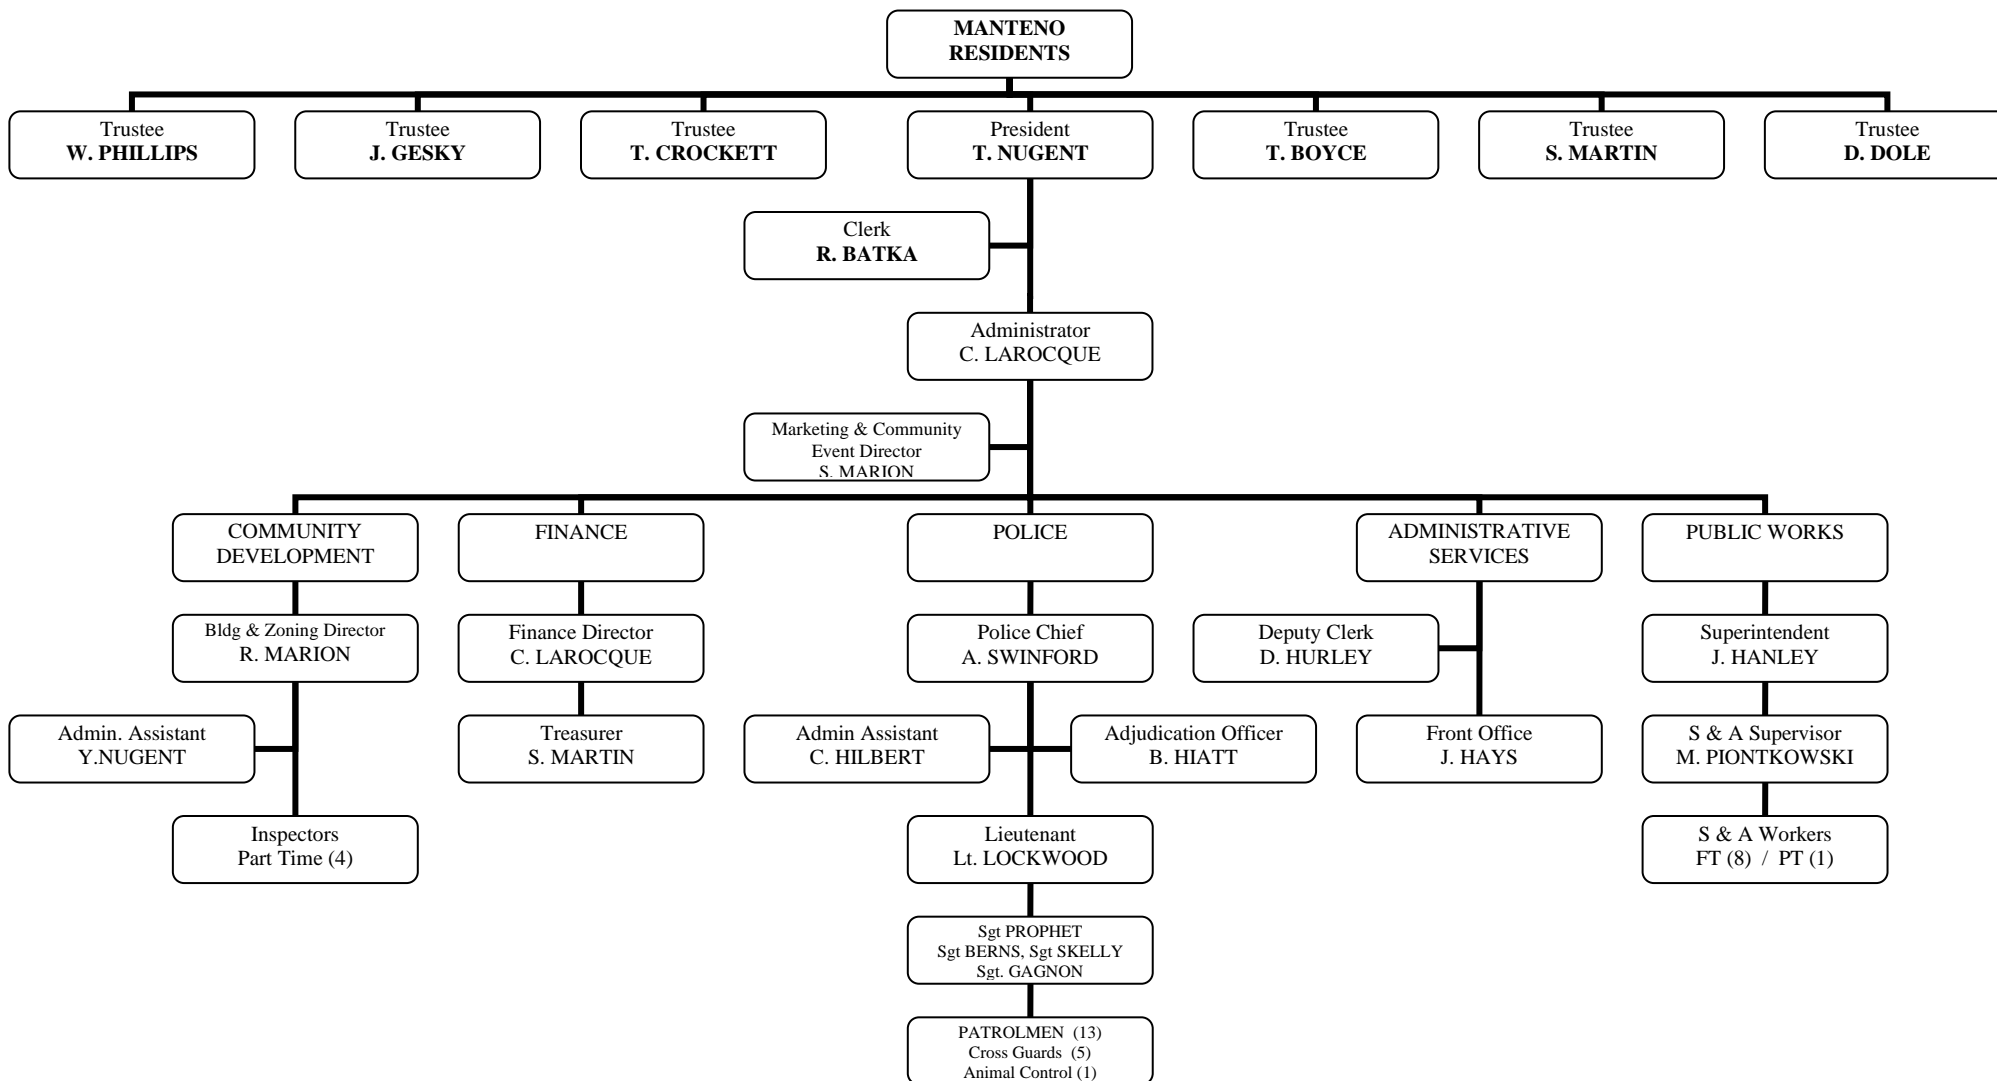 MANTENO
RESIDENTS
Trustee
W. PHILLIPS
Trustee
J. GESKY
Trustee
T. CROCKETT
President
T. NUGENT
Trustee
T. BOYCE
Trustee
S. MARTIN
Trustee
D. DOLE
Clerk
R. BATKA
Administrator
C. LAROCQUE
Marketing & Community
Event Director
S. MARION
COMMUNITY
DEVELOPMENT
FINANCE
POLICE
ADMINISTRATIVE
SERVICES
PUBLIC WORKS
Bldg & Zoning Director
R. MARION
Finance Director
C. LAROCQUE
Police Chief
A. SWINFORD
Deputy Clerk
D. HURLEY
Superintendent
J. HANLEY
Admin. Assistant
Y.NUGENT
Treasurer
S. MARTIN
Admin Assistant
C. HILBERT
Adjudication Officer
B. HIATT
Front Office
J. HAYS
S & A Supervisor
M. PIONTKOWSKI
Inspectors
Part Time (4)
Lieutenant
Lt. LOCKWOOD
S & A Workers
FT (8) / PT (1)
Sgt PROPHET
Sgt BERNS, Sgt SKELLY
Sgt. GAGNON
PATROLMEN (13)
Cross Guards (5)
Animal Control (1)